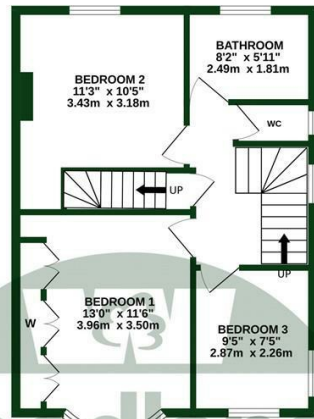 BATHROOM
8'2" x 5'11"
2.49m x 1.81m
BEDROOM 2
11'3" x 10'5"
3.43m x 3.18m
WC
UP
UP
BEDROOM 1
13'0" x 11'6"
3.96m x 3.50m
W
BEDROOM 3
9'5" x 7'5"
2.87m x 2.26m